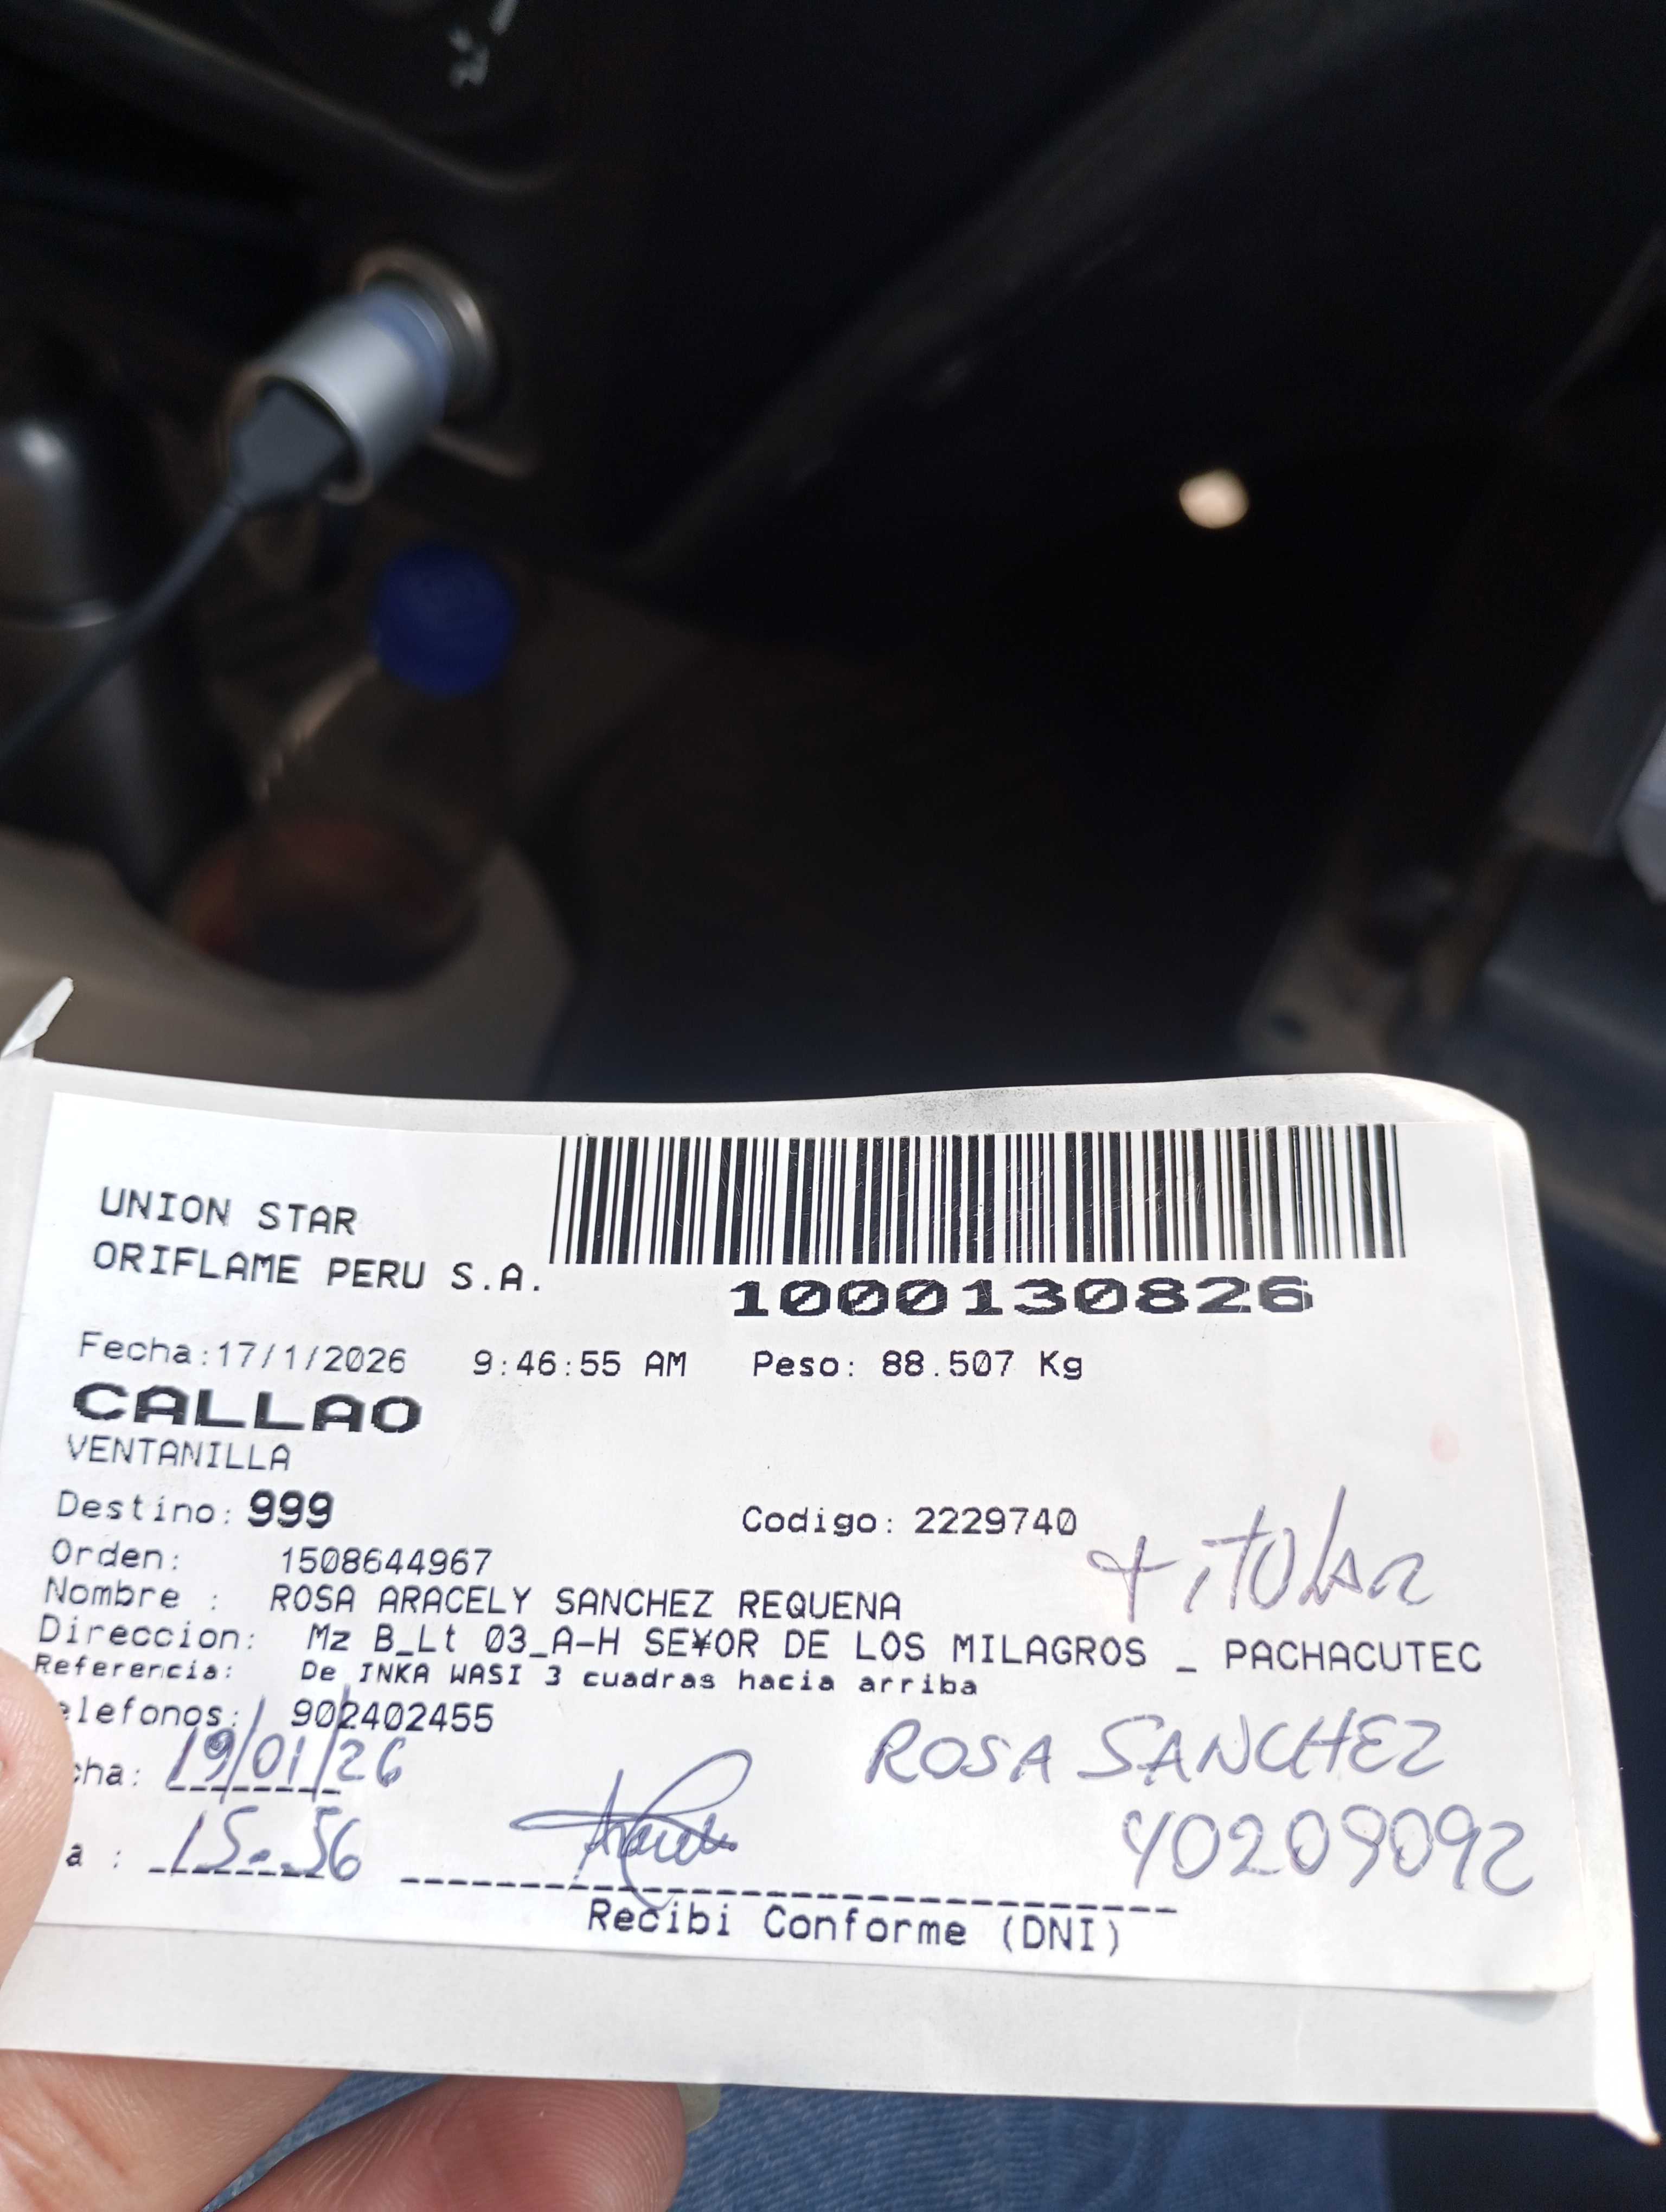 UNION STAR
ORIFLAME PERU S.A.
1000130826
Fecha:17/1/2026 9:46:55 AM Peso: 88.507 Kg
CALLAO
VENTANILLA
Destino: 999 Codigo: 2229740
+ TITULAR
Orden: 1508644967
Nombre : ROSA ARACELY SANCHEZ REQUENA
Direccion: Mz B_Lt 03_A-H SE¥OR DE LOS MILAGROS _ PACHACUTEC
Referencia: De INKA WASI 3 cuadras hacia arriba
elefonos: 902402455
ROSA SANCHEZ
cha: 19/01/26
40209092
a : 15:56
Recibi Conforme (DNI)